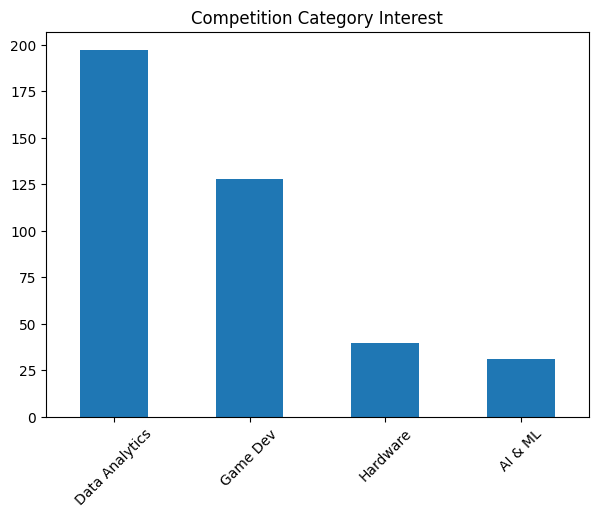 Competition Category Interest
200
175
150
125
100
75
50
25
0
Data Analytics
Game Dev
Hardware
AI & ML